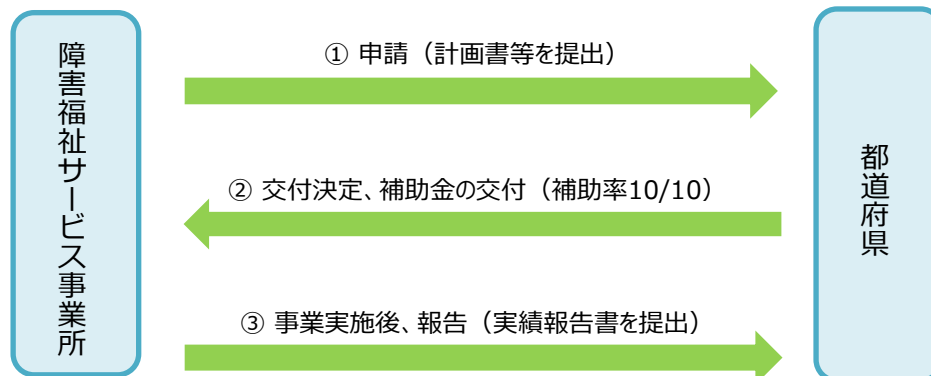 障害福祉サービス事業所
① 申請（計画書等を提出）
② 交付決定、補助金の交付（補助率10/10）
③ 事業実施後、報告（実績報告書を提出）
都道府県